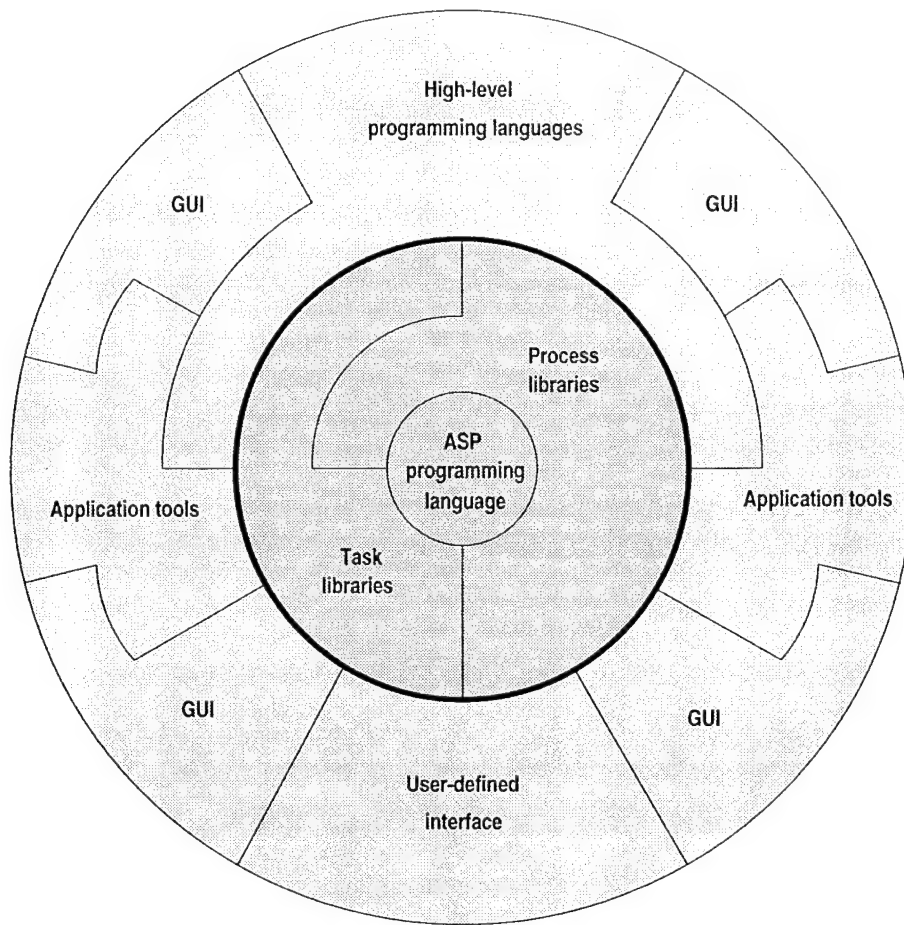 High-level
programming languages
GUI
GUI
Process
libraries
ASP
programming
language
Application tools
Application tools
Task
libraries
GUI
GUI
User-defined
interface